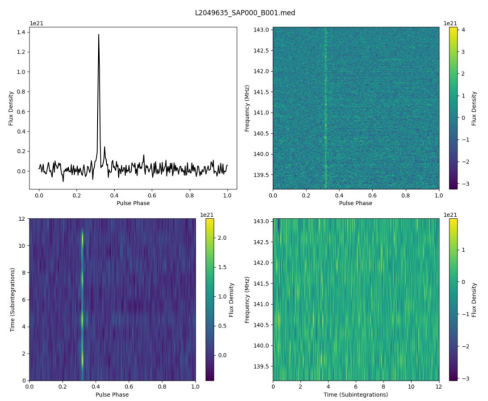 L2049635_SAP000_B001.med
1e21
1.4
1.2
1.0
0.8
0.6
0.4
0.2
0.0
Flux Density
0.0 0.2 0.4 0.6 0.8 1.0
Pulse Phase
143.0
142.5
142.0
141.5
141.0
140.5
140.0
139.5
Frequency (MHz)
0.0 0.2 0.4 0.6 0.8 1.0
Pulse Phase
1e21
4
3
2
1
0
−1
−2
−3
Flux Density
12
10
8
6
4
2
0
Time (Subintegrations)
0.0 0.2 0.4 0.6 0.8 1.0
Pulse Phase
1e21
2.0
1.5
1.0
0.5
0.0
Flux Density
143.0
142.5
142.0
141.5
141.0
140.5
140.0
139.5
Frequency (MHz)
0 2 4 6 8 10 12
Time (Subintegrations)
1e21
2
1
0
−1
−2
−3
Flux Density